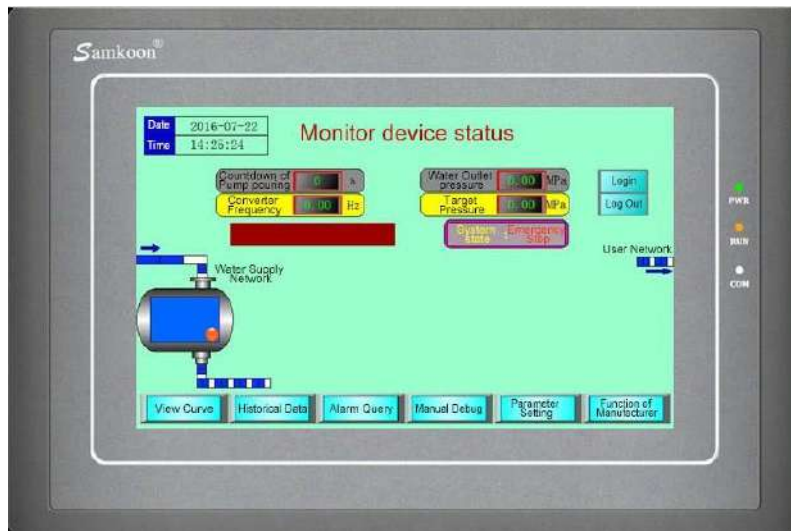 Samkoon®
Date 2016-07-22
Time 14:25:24
Monitor device status
Countdown of
Pump pouring 0 s
Water Outlet
pressure 0.00 MPa
Login
Converter
Frequency 0.00 Hz
Target
Pressure 0.00 MPa
Log Out
System
state : Emergency
Stop
PWR
RUN
COM
User Network
Water Supply
Network
View Curve
Historical Data
Alarm Query
Manual Debug
Parameter
Setting
Function of
Manufacturer